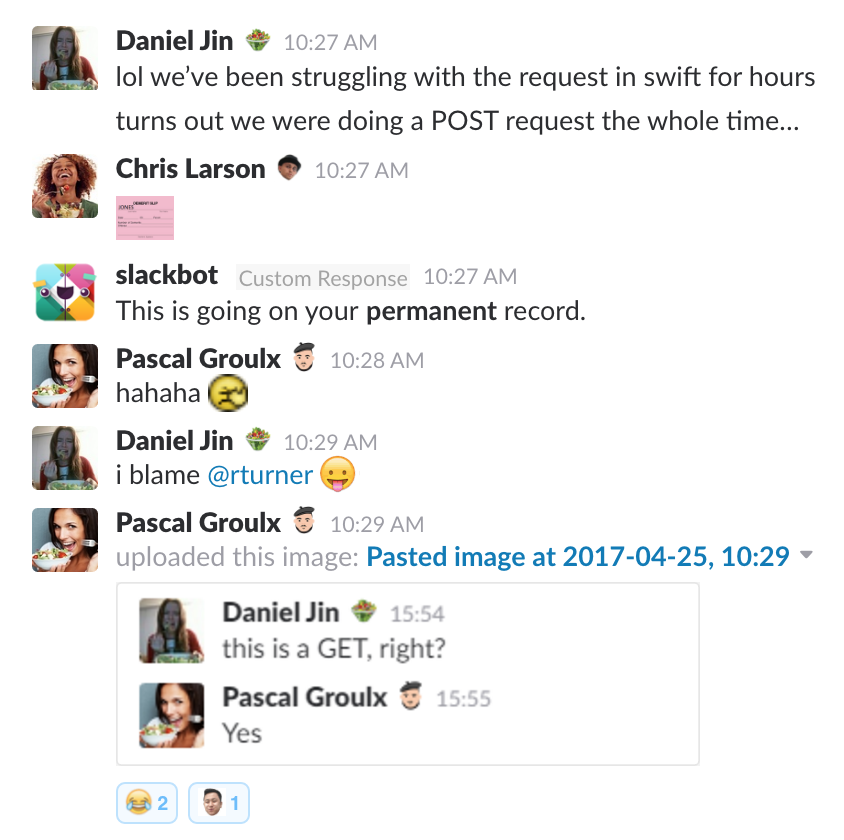 Daniel Jin 10:27 AM
lol we’ve been struggling with the request in swift for hours
turns out we were doing a POST request the whole time...
Chris Larson 10:27 AM
JONES
slackbot Custom Response 10:27 AM
This is going on your permanent record.
Pascal Groulx 10:28 AM
hahaha
Daniel Jin 10:29 AM
i blame @rturner
Pascal Groulx 10:29 AM
uploaded this image: Pasted image at 2017-04-25, 10:29
Daniel Jin 15:54
this is a GET, right?
Pascal Groulx 15:55
Yes
2 1